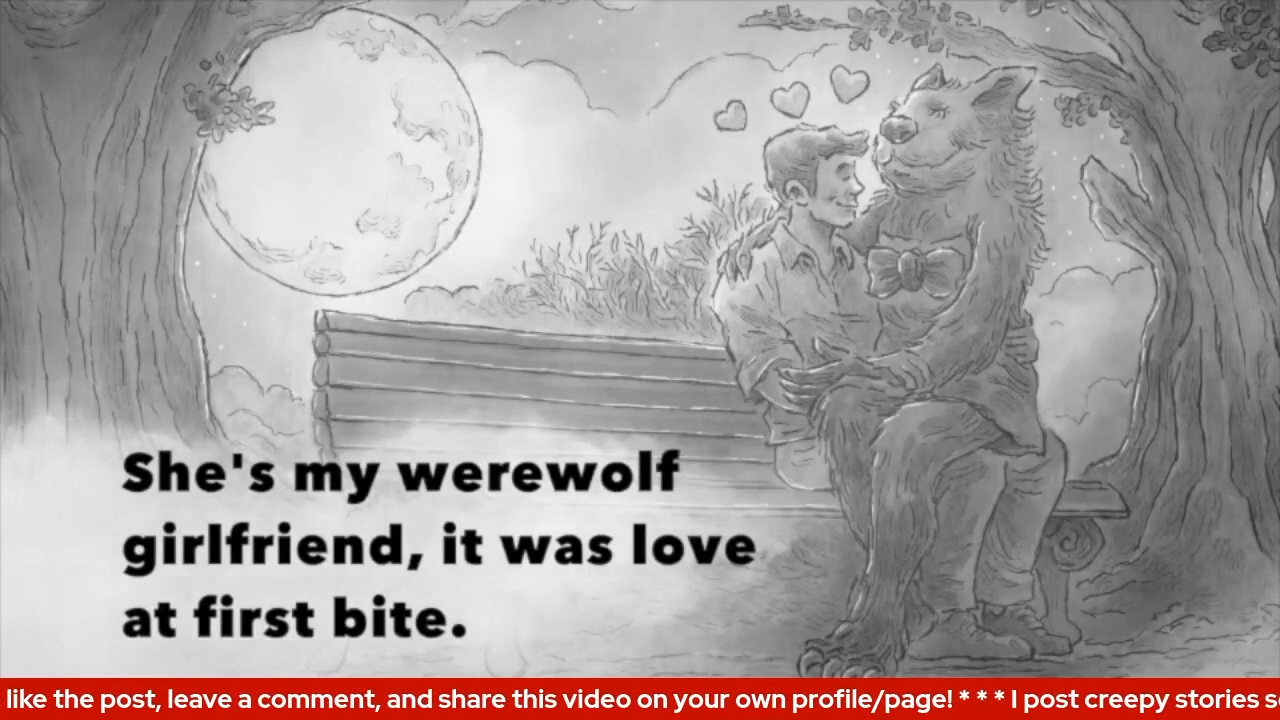 She's my werewolf
girlfriend, it was love
at first bite.
like the post, leave a comment, and share this video on your own profile/page! * * * I post creepy stories s